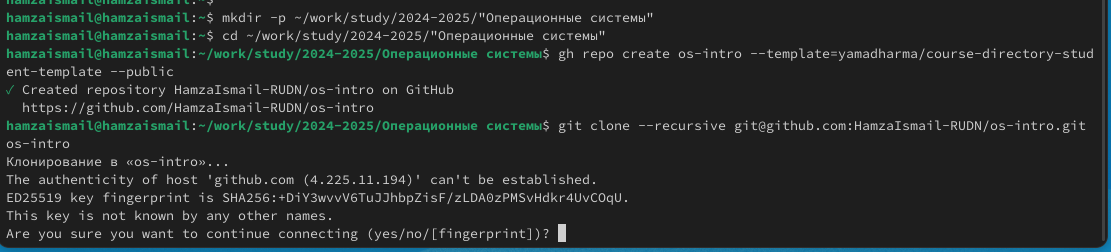 hamzaismail@hamzaismail:~$
hamzaismail@hamzaismail:~$ mkdir -p ~/work/study/2024-2025/"Операционные системы"
hamzaismail@hamzaismail:~$ cd ~/work/study/2024-2025/"Операционные системы"
hamzaismail@hamzaismail:~/work/study/2024-2025/Операционные системы$ gh repo create os-intro --template=yamadharma/course-directory-stud
ent-template --public
✓ Created repository HamzaIsmail-RUDN/os-intro on GitHub
https://github.com/HamzaIsmail-RUDN/os-intro
hamzaismail@hamzaismail:~/work/study/2024-2025/Операционные системы$ git clone --recursive git@github.com:HamzaIsmail-RUDN/os-intro.git
os-intro
Клонирование в «os-intro»...
The authenticity of host 'github.com (4.225.11.194)' can't be established.
ED25519 key fingerprint is SHA256:+DiY3wvvV6TuJJhbpZisF/zLDA0zPMSvHdkr4UvCOqU.
This key is not known by any other names.
Are you sure you want to continue connecting (yes/no/[fingerprint])?